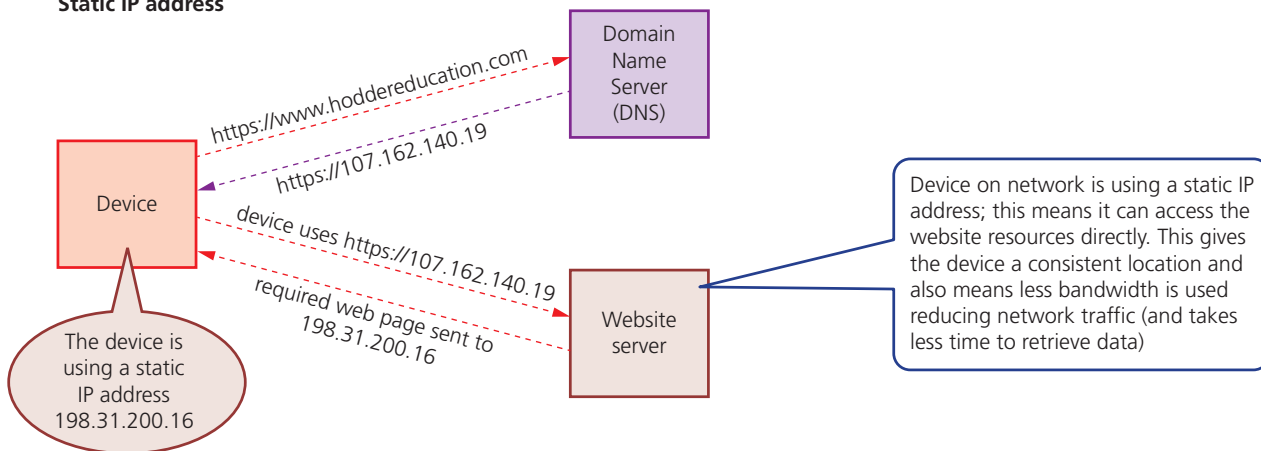 Static IP address
Domain
Name
Server
(DNS)
https://www.hoddereducation.com
https://107.162.140.19
Device
device uses https://107.162.140.19
required web page sent to
198.31.200.16
Website
server
The device is
using a static
IP address
198.31.200.16
Device on network is using a static IP
address; this means it can access the
website resources directly. This gives
the device a consistent location and
also means less bandwidth is used
reducing network traffic (and takes
less time to retrieve data)